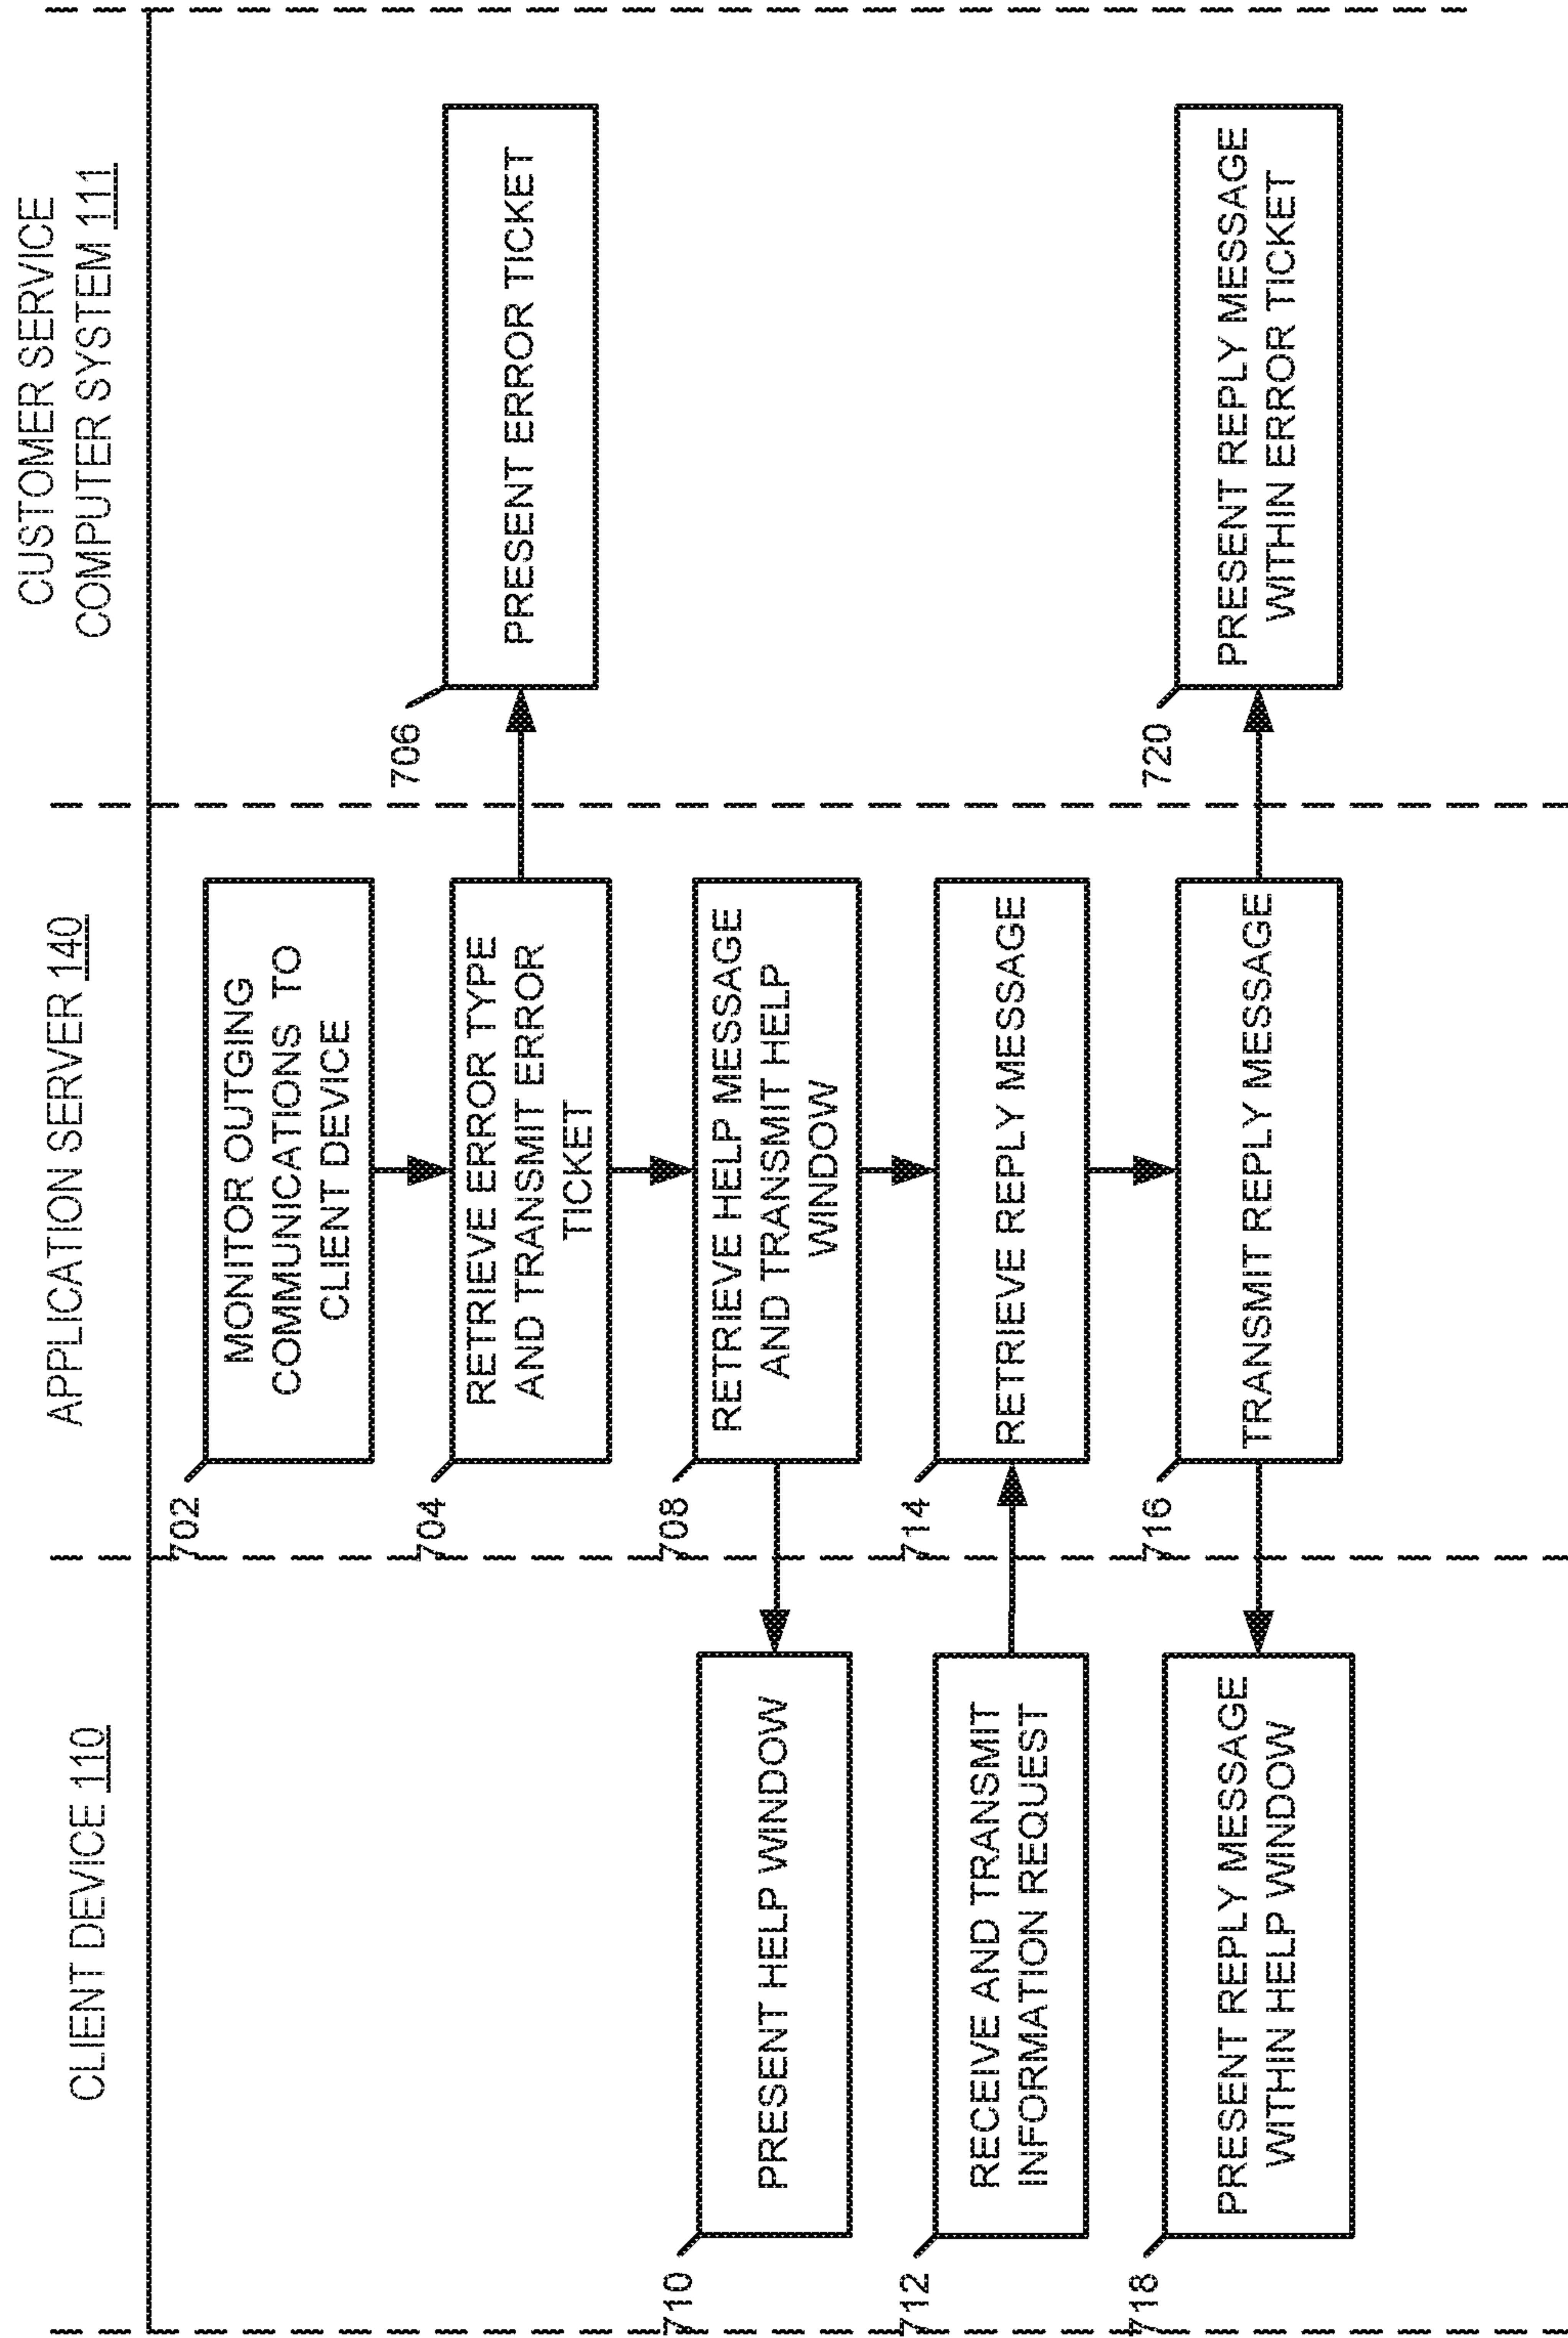 CLIENT DEVICE 110
APPLICATION SERVER 140
CUSTOMER SERVICE
COMPUTER SYSTEM 111
702
MONITOR OUTGING
COMMUNICATIONS TO
CLIENT DEVICE
704
RETRIEVE ERROR TYPE
AND TRANSMIT ERROR
TICKET
706
PRESENT ERROR TICKET
710
PRESENT HELP WINDOW
708
RETRIEVE HELP MESSAGE
AND TRANSMIT HELP
WINDOW
712
RECEIVE AND TRANSMIT
INFORMATION REQUEST
714
RETRIEVE REPLY MESSAGE
718
PRESENT REPLY MESSAGE
WITHIN HELP WINDOW
716
TRANSMIT REPLY MESSAGE
720
PRESENT REPLY MESSAGE
WITHIN ERROR TICKET